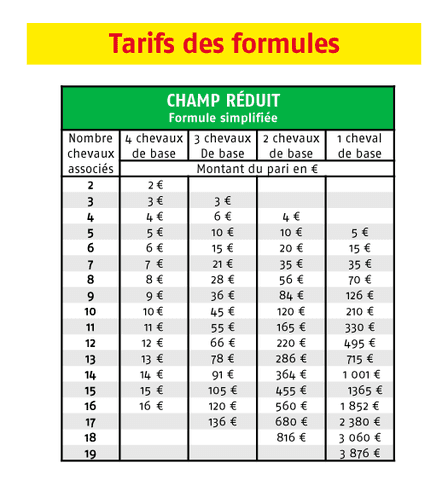 Tarifs des formules
CHAMP RÉDUIT
Formule simplifiée
Nombre chevaux associés 4 chevaux de base 3 chevaux De base 2 chevaux de base 1 cheval de base
Montant du pari en €
2 2 €
3 3 € 3 €
4 4 € 6 € 4 €
5 5 € 10 € 10 € 5 €
6 6 € 15 € 20 € 15 €
7 7 € 21 € 35 € 35 €
8 8 € 28 € 56 € 70 €
9 9 € 36 € 84 € 126 €
10 10 € 45 € 120 € 210 €
11 11 € 55 € 165 € 330 €
12 12 € 66 € 220 € 495 €
13 13 € 78 € 286 € 715 €
14 14 € 91 € 364 € 1 001 €
15 15 € 105 € 455 € 1365 €
16 16 € 120 € 560 € 1 852 €
17 136 € 680 € 2 380 €
18 816 € 3 060 €
19 3 876 €